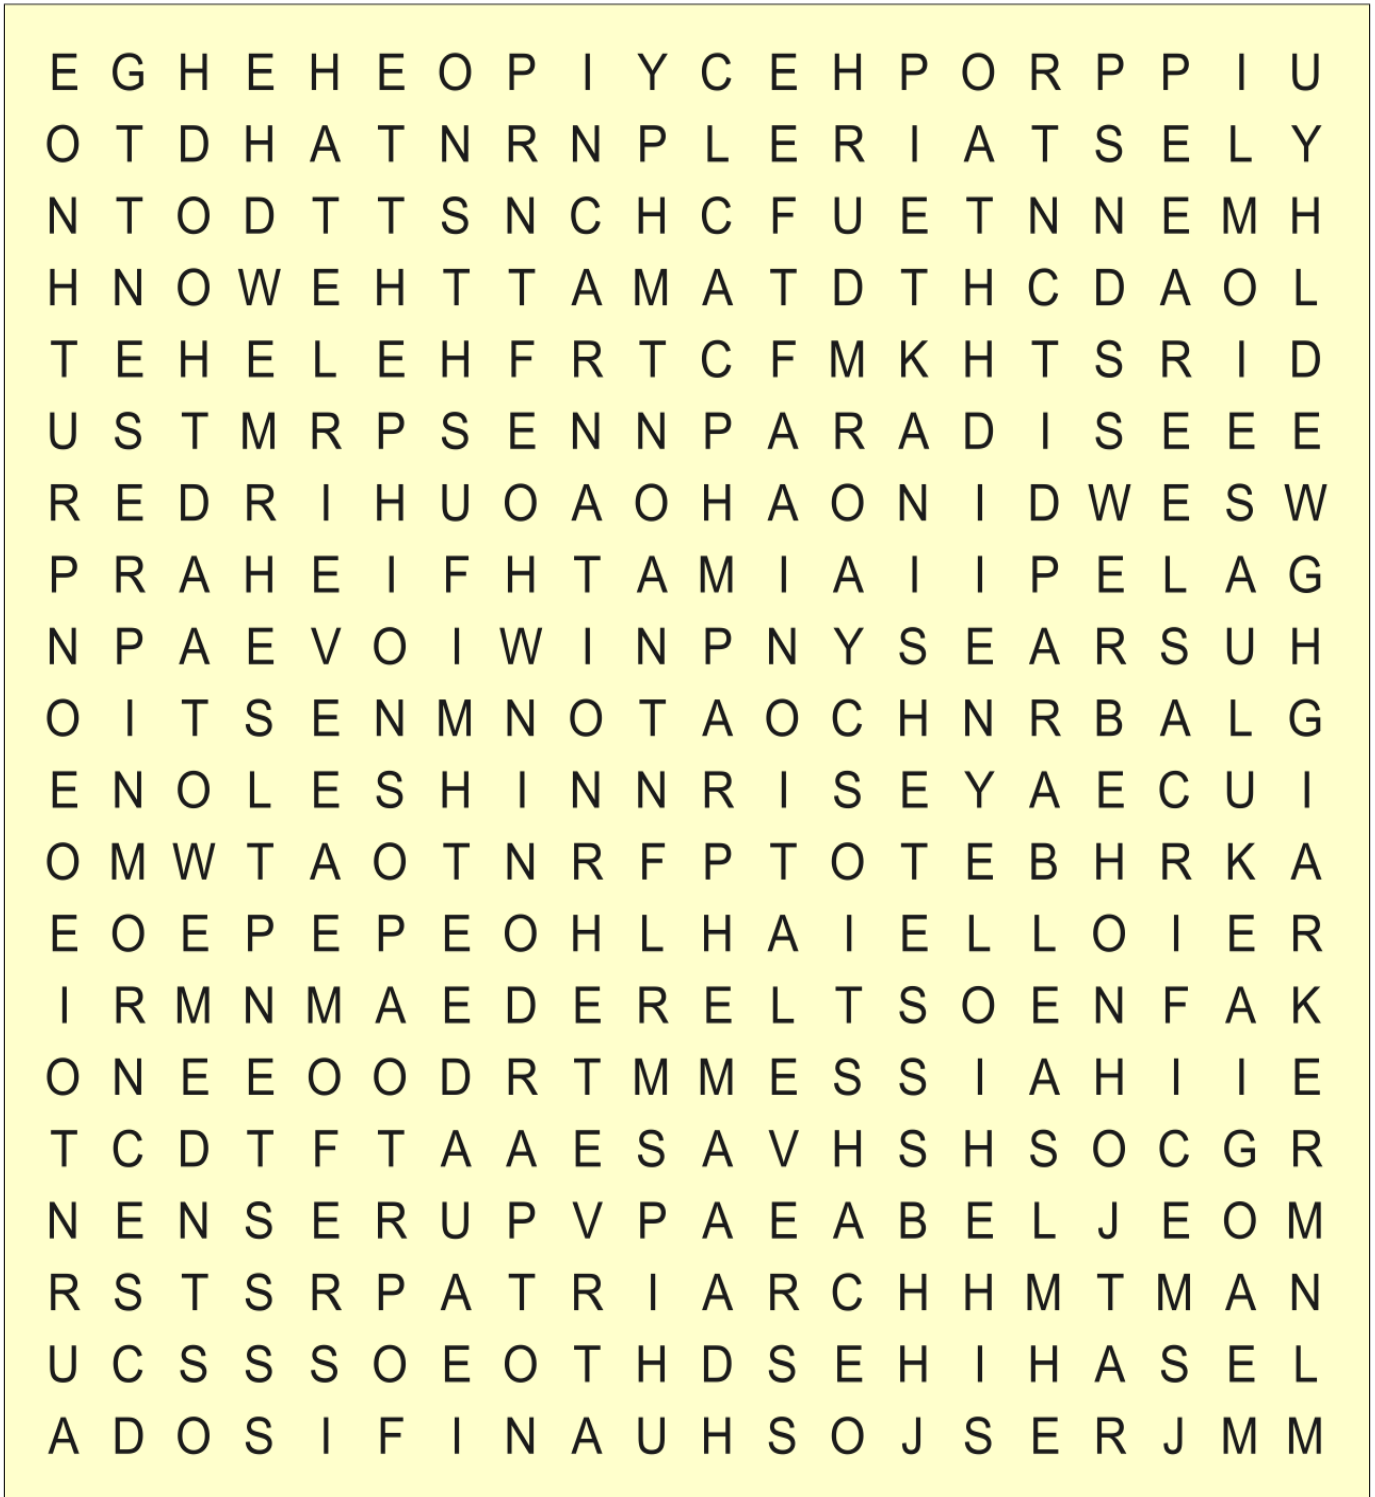 E G H E H E O P I Y C E H P O R P P I U
O T D H A T N R N P L E R I A T S E L Y
N T O D T T S N C H C F U E T N N E M H
H N O W E H T T A M A T D T H C D A O L
T E H E L E H F R T C F M K H T S R I D
U S T M R P S E N N P A R A D I S E E E
R E D R I H U O A O H A O N I D W E S W
P R A H E I F H T A M I A I I P E L A G
N P A E V O I W I N P N Y S E A R S U H
O I T S E N M N O T A O C H N R B A L G
E N O L E S H I N N R I S E Y A E C U I
O M W T A O T N R F P T O T E B H R K A
E O E P E P E O H L H A I E L L O I E R
I R M N M A E D E R E L T S O E N F A K
O N E E O O D R T M M E S S I A H I I E
T C D T F T A A E S A V H S H S O C G R
N E N S E R U P V P A E A B E L J E O M
R S T S R P A T R I A R C H H M T M A N
U C S S S O E O T H D S E H I H A S E L
A D O S I F I N A U H S O J S E R J M M